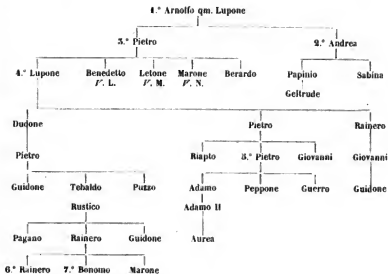 1.° Arnolfo qm. Lupone
3.° Pietro 2.° Andrea
4.° Lupone Benedetto Letone Marone Berardo Papinio Sabina
V. L. V. M. V. N. Geltrude
Dudone Pietro Rainero
Pietro Riapto 5.° Pietro Giovanni Giovanni
Guidone Tebaldo Puzzo Adamo Peppone Guerro Guidone
Rustico Adamo II
Pagano Rainero Guidone Aurea
6.° Rainero 7.° Bonomo Marone